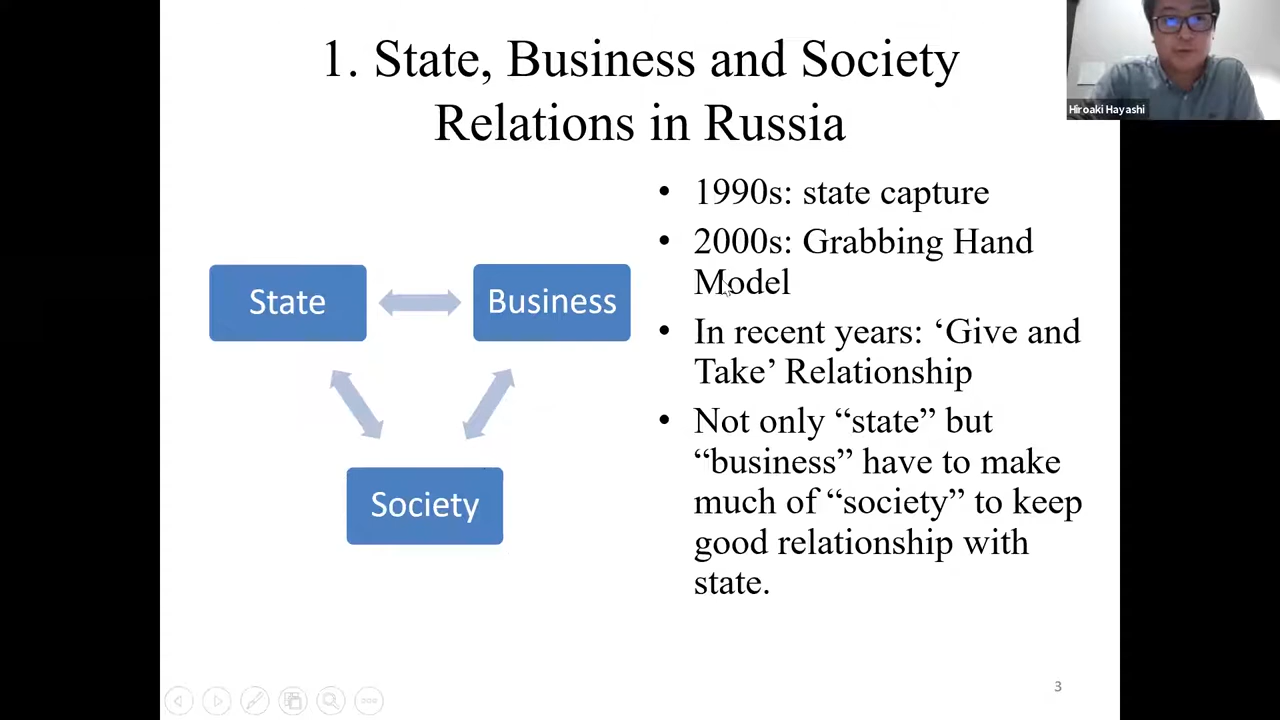 1. State, Business and Society
Relations in Russia
Hiroaki Hayashi
State
Business
Society
• 1990s: state capture
• 2000s: Grabbing Hand
Model
• In recent years: ‘Give and
Take’ Relationship
• Not only “state” but
“business” have to make
much of “society” to keep
good relationship with
state.
3